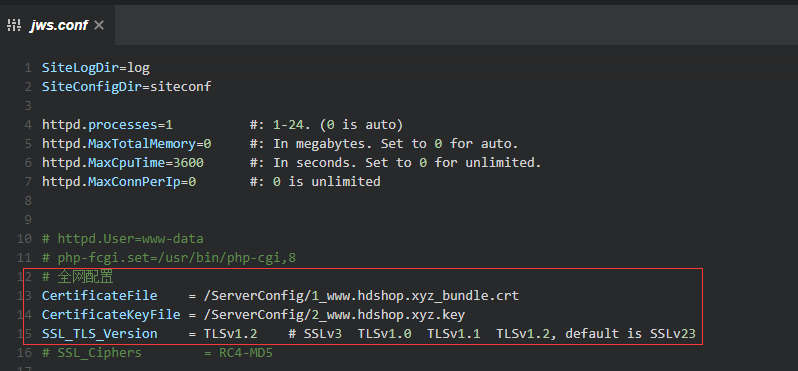 jws.conf ×
1 SiteLogDir=log
2 SiteConfigDir=siteconf
3
4 httpd.processes=1 #: 1-24. (0 is auto)
5 httpd.MaxTotalMemory=0 #: In megabytes. Set to 0 for auto.
6 httpd.MaxCpuTime=3600 #: In seconds. Set to 0 for unlimited.
7 httpd.MaxConnPerIp=0 #: 0 is unlimited
8
9
10 # httpd.User=www-data
11 # php-fcgi.set=/usr/bin/php-cgi,8
12 # 全网配置
13 CertificateFile = /ServerConfig/1_www.hdshop.xyz_bundle.crt
14 CertificateKeyFile = /ServerConfig/2_www.hdshop.xyz.key
15 SSL_TLS_Version = TLSv1.2 # SSLv3 TLSv1.0 TLSv1.1 TLSv1.2, default is SSLv23
16 # SSL_Ciphers = RC4-MD5
17